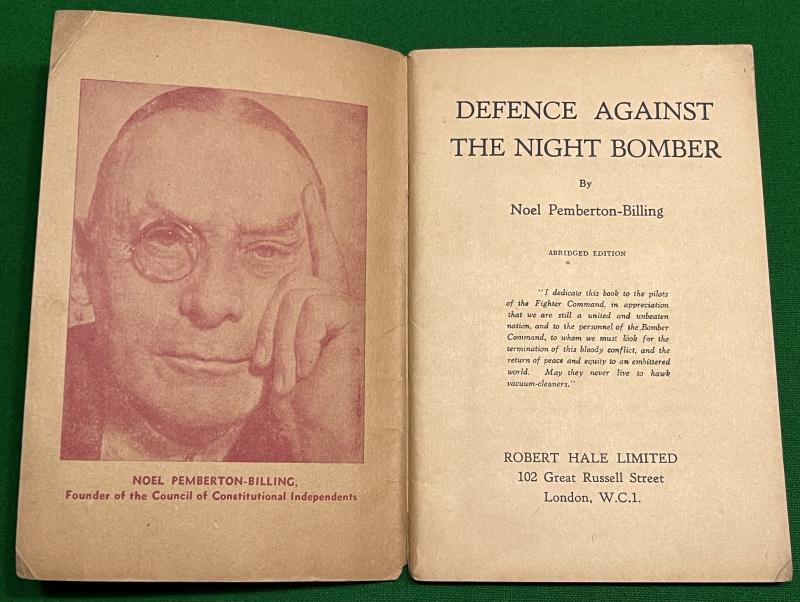 NOEL PEMBERTON-BILLING,
Founder of the Council of Constitutional Independents
DEFENCE AGAINST
THE NIGHT BOMBER
By
Noel Pemberton-Billing
ABRIDGED EDITION
"I dedicate this book to the pilots
of the Fighter Command, in appreciation
that we are still a united and unbeaten
nation, and to the personnel of the Bomber
Command, to whom we must look for the
termination of this bloody conflict, and the
return of peace and equity to an embittered
world. May they never live to hawk
vacuum-cleaners."
ROBERT HALE LIMITED
102 Great Russell Street
London, W.C.1.